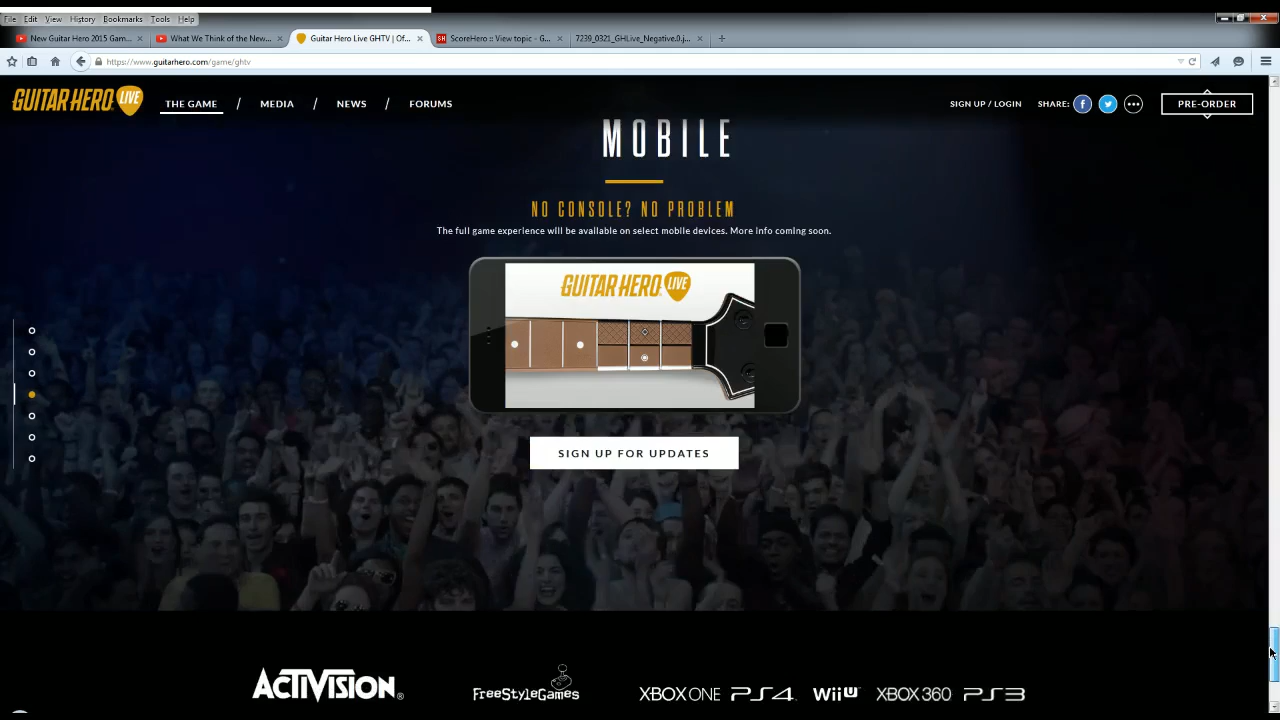 File Edit View History Bookmarks Tools Help
New Guitar Hero 2015 Gam... × What We Think of the New... × Guitar Hero Live GHTV | Of... × SH ScoreHero :: View topic - G... × 7239_0321_GHLive_Negative.0.j... × +
https://www.guitarhero.com/game/ghtv
GUITAR HERO LIVE THE GAME / MEDIA / NEWS / FORUMS SIGN UP / LOGIN SHARE: PRE-ORDER
MOBILE
NO CONSOLE? NO PROBLEM
The full game experience will be available on select mobile devices. More info coming soon.
GUITAR HERO LIVE
SIGN UP FOR UPDATES
ACTIVISION® FreeStyleGames XBOX ONE PS4 WiiU XBOX 360 PS3